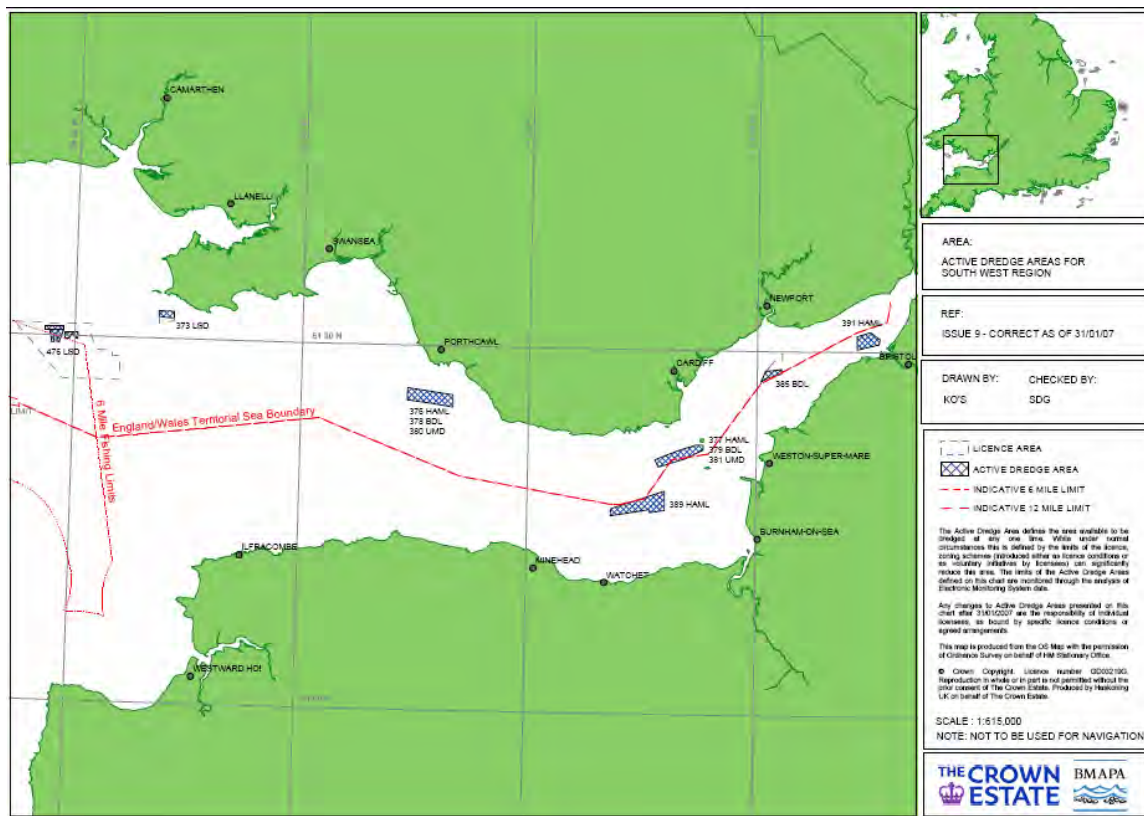 CAMARTHEN
LLANELLI
SWANSEA
373 LSD
476 LSD
51 30 N
PORTHCAWL
NEWPORT
391 HAML
CARDIFF
BRISTOL
385 BDL
376 HAML
378 BDL
380 UMD
LIMIT
6 Mile Fishing Limits
England/Wales Territorial Sea Boundary
377 HAML
379 BDL
381 UMD
WESTON-SUPER-MARE
389 HAML
BURNHAM-ON-SEA
ILFRACOMBE
MINEHEAD
WATCHET
WESTWARD HO!
AREA:
ACTIVE DREDGE AREAS FOR
SOUTH WEST REGION
REF:
ISSUE 9 - CORRECT AS OF 31/01/07
DRAWN BY: CHECKED BY:
KO'S SDG
LICENCE AREA
ACTIVE DREDGE AREA
INDICATIVE 6 MILE LIMIT
INDICATIVE 12 MILE LIMIT
The Active Dredge Area defines the area available to be
dredged at any one time. While under normal
circumstances this is defined by the limits of the licence,
zoning schemes (introduced either as licence conditions or
as voluntary initiatives by licensees) can significantly
reduce this area. The limits of the Active Dredge Areas
defined on this chart are monitored through the analysis of
Electronic Monitoring System data.
Any changes to Active Dredge Areas presented on this
chart after 31/01/2007 are the responsibility of individual
licensees, as bound by specific licence conditions or
agreed arrangements.
This map is produced from the OS Map with the permission
of Ordnance Survey on behalf of HM Stationary Office.
© Crown Copyright. Licence number
Reproduction in whole or in part is not permitted without the
prior consent of The Crown Estate. Produced by Haskoning
UK on behalf of The Crown Estate.
SCALE : 1:615,000
NOTE: NOT TO BE USED FOR NAVIGATION
THE CROWN
ESTATE
BMAPA